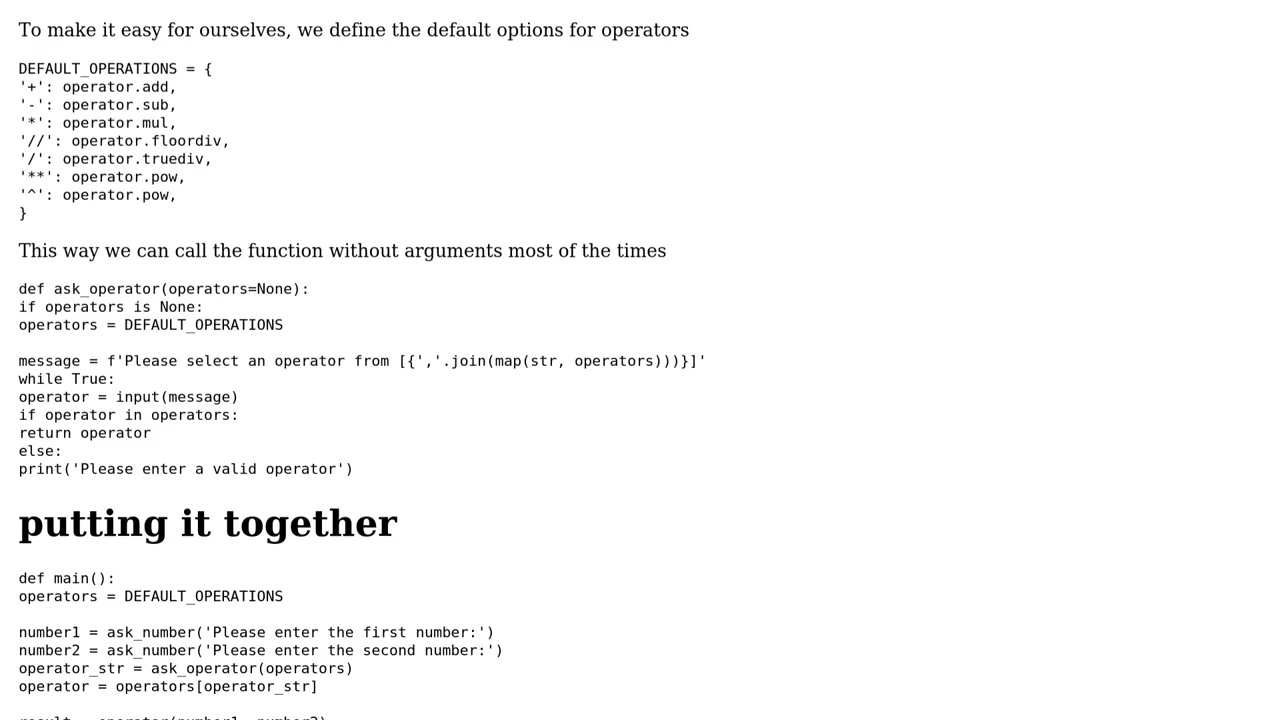 To make it easy for ourselves, we define the default options for operators
DEFAULT_OPERATIONS = {
'+': operator.add,
'-': operator.sub,
'*': operator.mul,
'//': operator.floordiv,
'/': operator.truediv,
'**': operator.pow,
'^': operator.pow,
}
This way we can call the function without arguments most of the times
def ask_operator(operators=None):
if operators is None:
operators = DEFAULT_OPERATIONS
message = f'Please select an operator from [{','.join(map(str, operators)))}]'
while True:
operator = input(message)
if operator in operators:
return operator
else:
print('Please enter a valid operator')
putting it together
def main():
operators = DEFAULT_OPERATIONS
number1 = ask_number('Please enter the first number:')
number2 = ask_number('Please enter the second number:')
operator_str = ask_operator(operators)
operator = operators[operator_str]